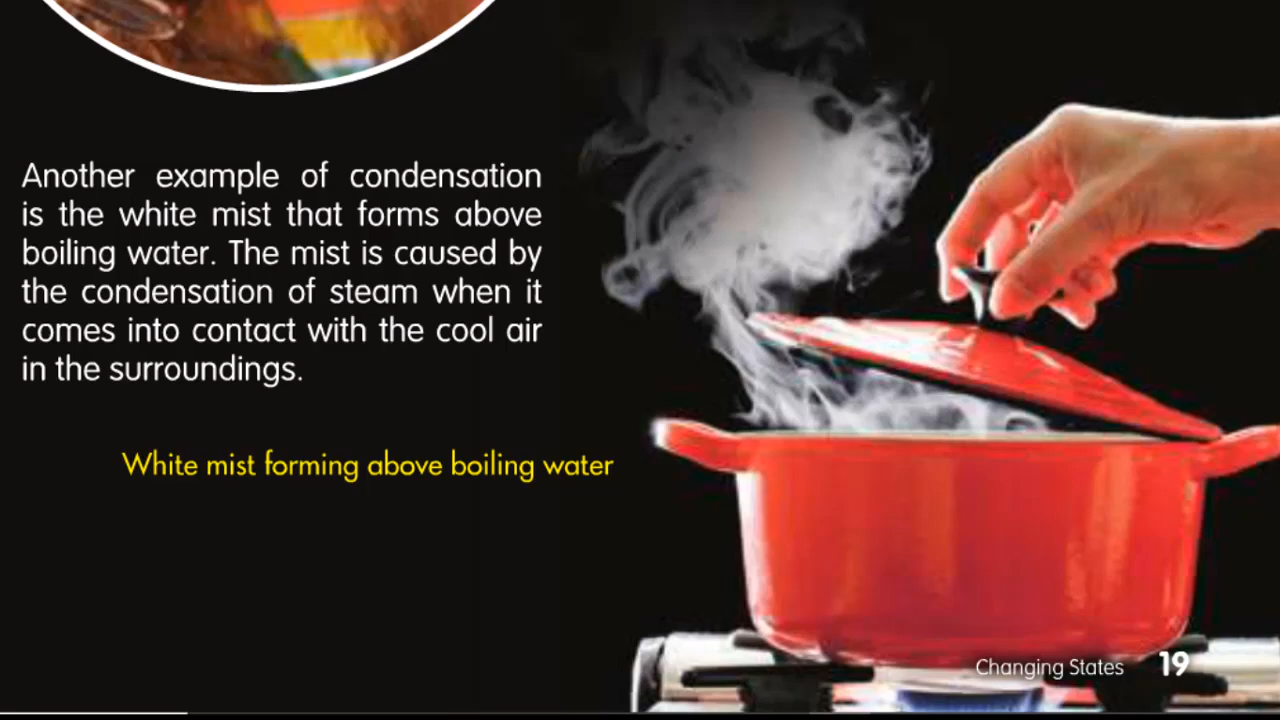 Another example of condensation
is the white mist that forms above
boiling water. The mist is caused by
the condensation of steam when it
comes into contact with the cool air
in the surroundings.
White mist forming above boiling water
Changing States 19